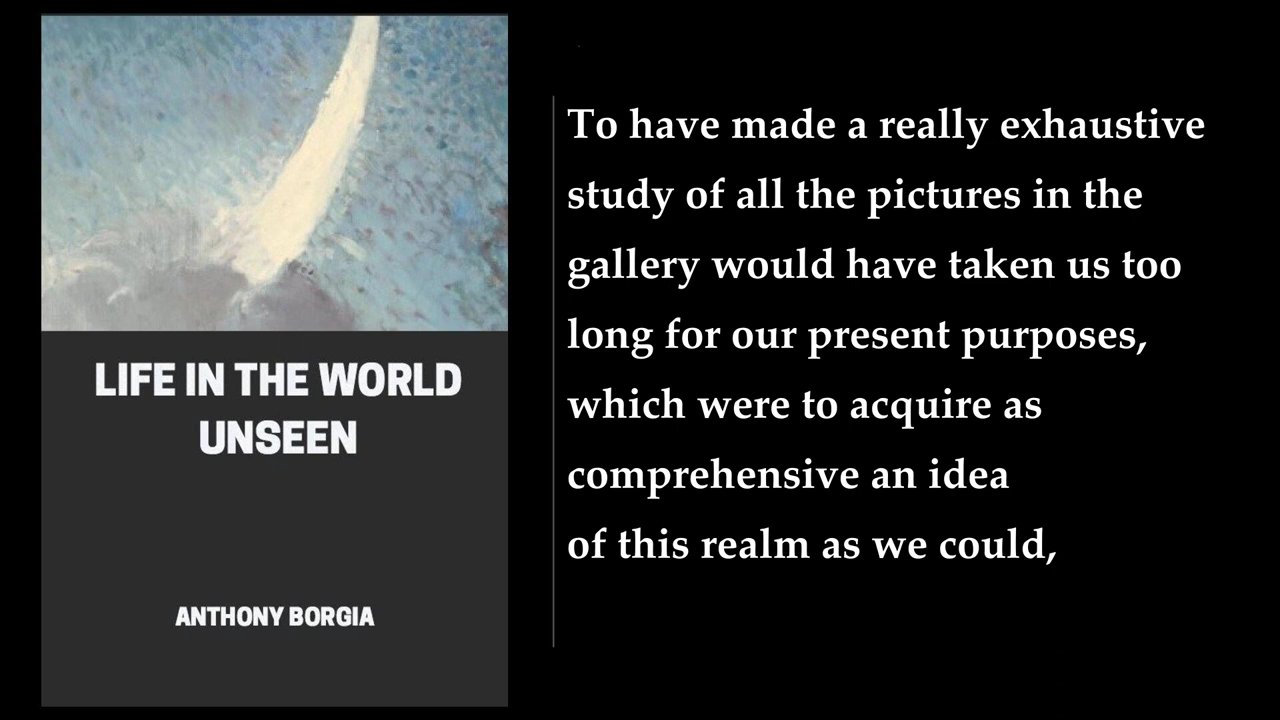 LIFE IN THE WORLD
UNSEEN
ANTHONY BORGIA
To have made a really exhaustive
study of all the pictures in the
gallery would have taken us too
long for our present purposes,
which were to acquire as
comprehensive an idea
of this realm as we could,